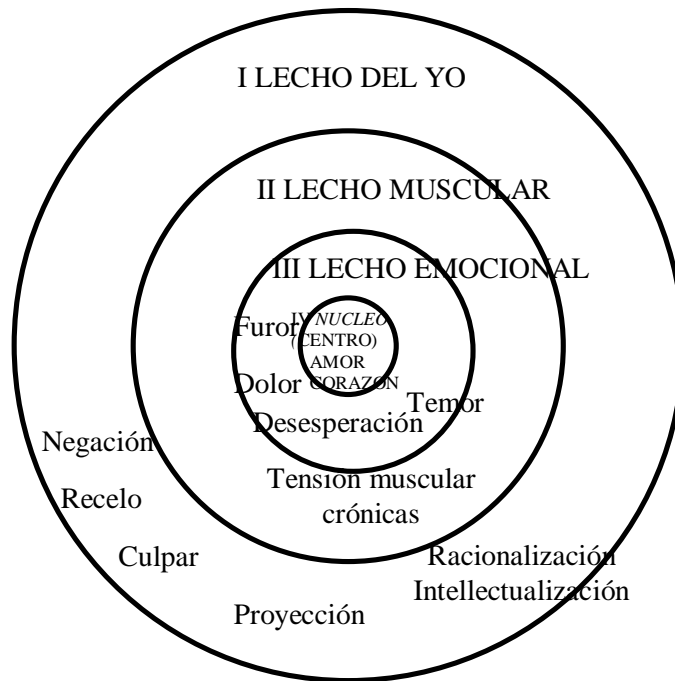 I LECHO DEL YO
II LECHO MUSCULAR
III LECHO EMOCIONAL
Furor
IV NUCLEO
(CENTRO)
AMOR
CORAZON
Dolor
Temor
Desesperación
Negación
Tensión muscular
crónicas
Recelo
Culpar
Racionalización
Intellectualización
Proyección